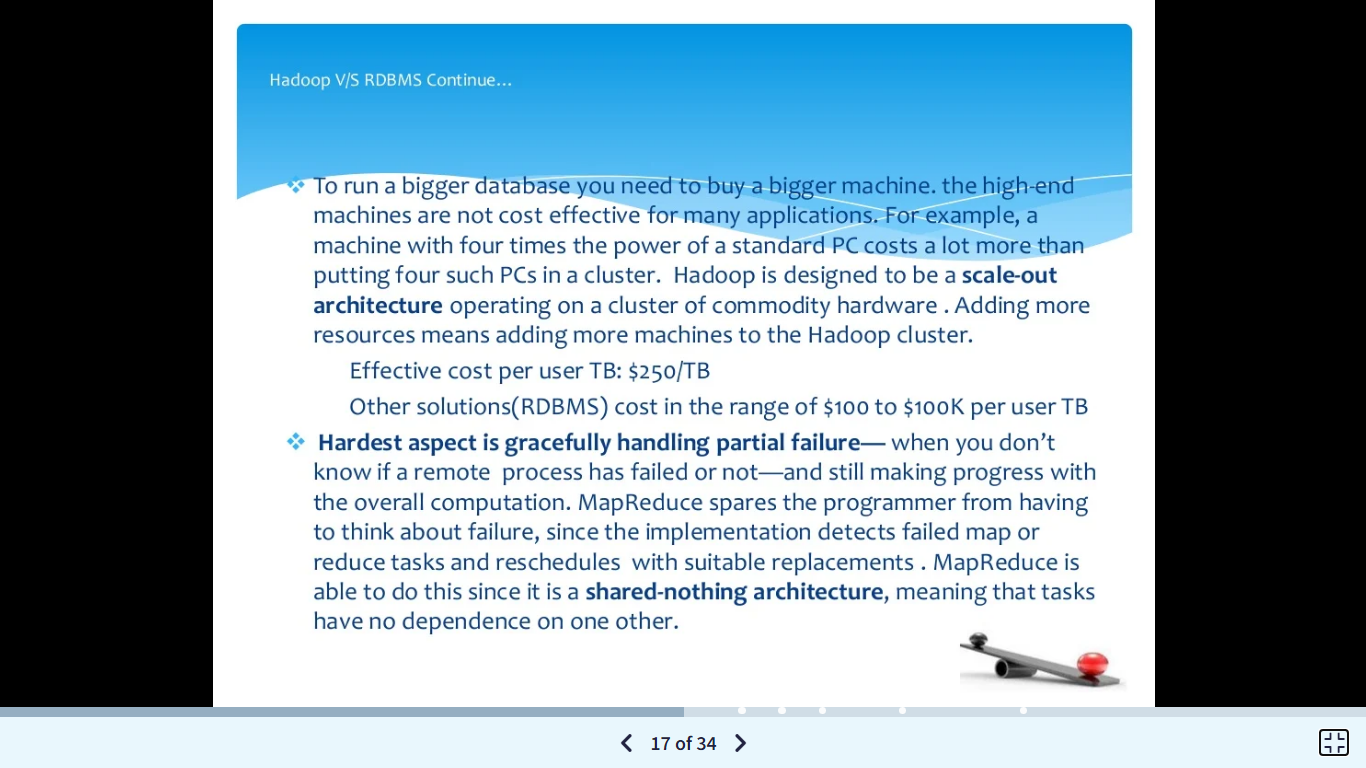 Hadoop V/S RDBMS Continue...
To run a bigger database you need to buy a bigger machine. the high-end
machines are not cost effective for many applications. For example, a
machine with four times the power of a standard PC costs a lot more than
putting four such PCs in a cluster.  Hadoop is designed to be a scale-out
architecture operating on a cluster of commodity hardware . Adding more
resources means adding more machines to the Hadoop cluster.
Effective cost per user TB: $250/TB
Other solutions(RDBMS) cost in the range of $100 to $100K per user TB
Hardest aspect is gracefully handling partial failure— when you don't
know if a remote  process has failed or not—and still making progress with
the overall computation. MapReduce spares the programmer from having
to think about failure, since the implementation detects failed map or
reduce tasks and reschedules  with suitable replacements . MapReduce is
able to do this since it is a shared-nothing architecture, meaning that tasks
have no dependence on one other.
17 of 34